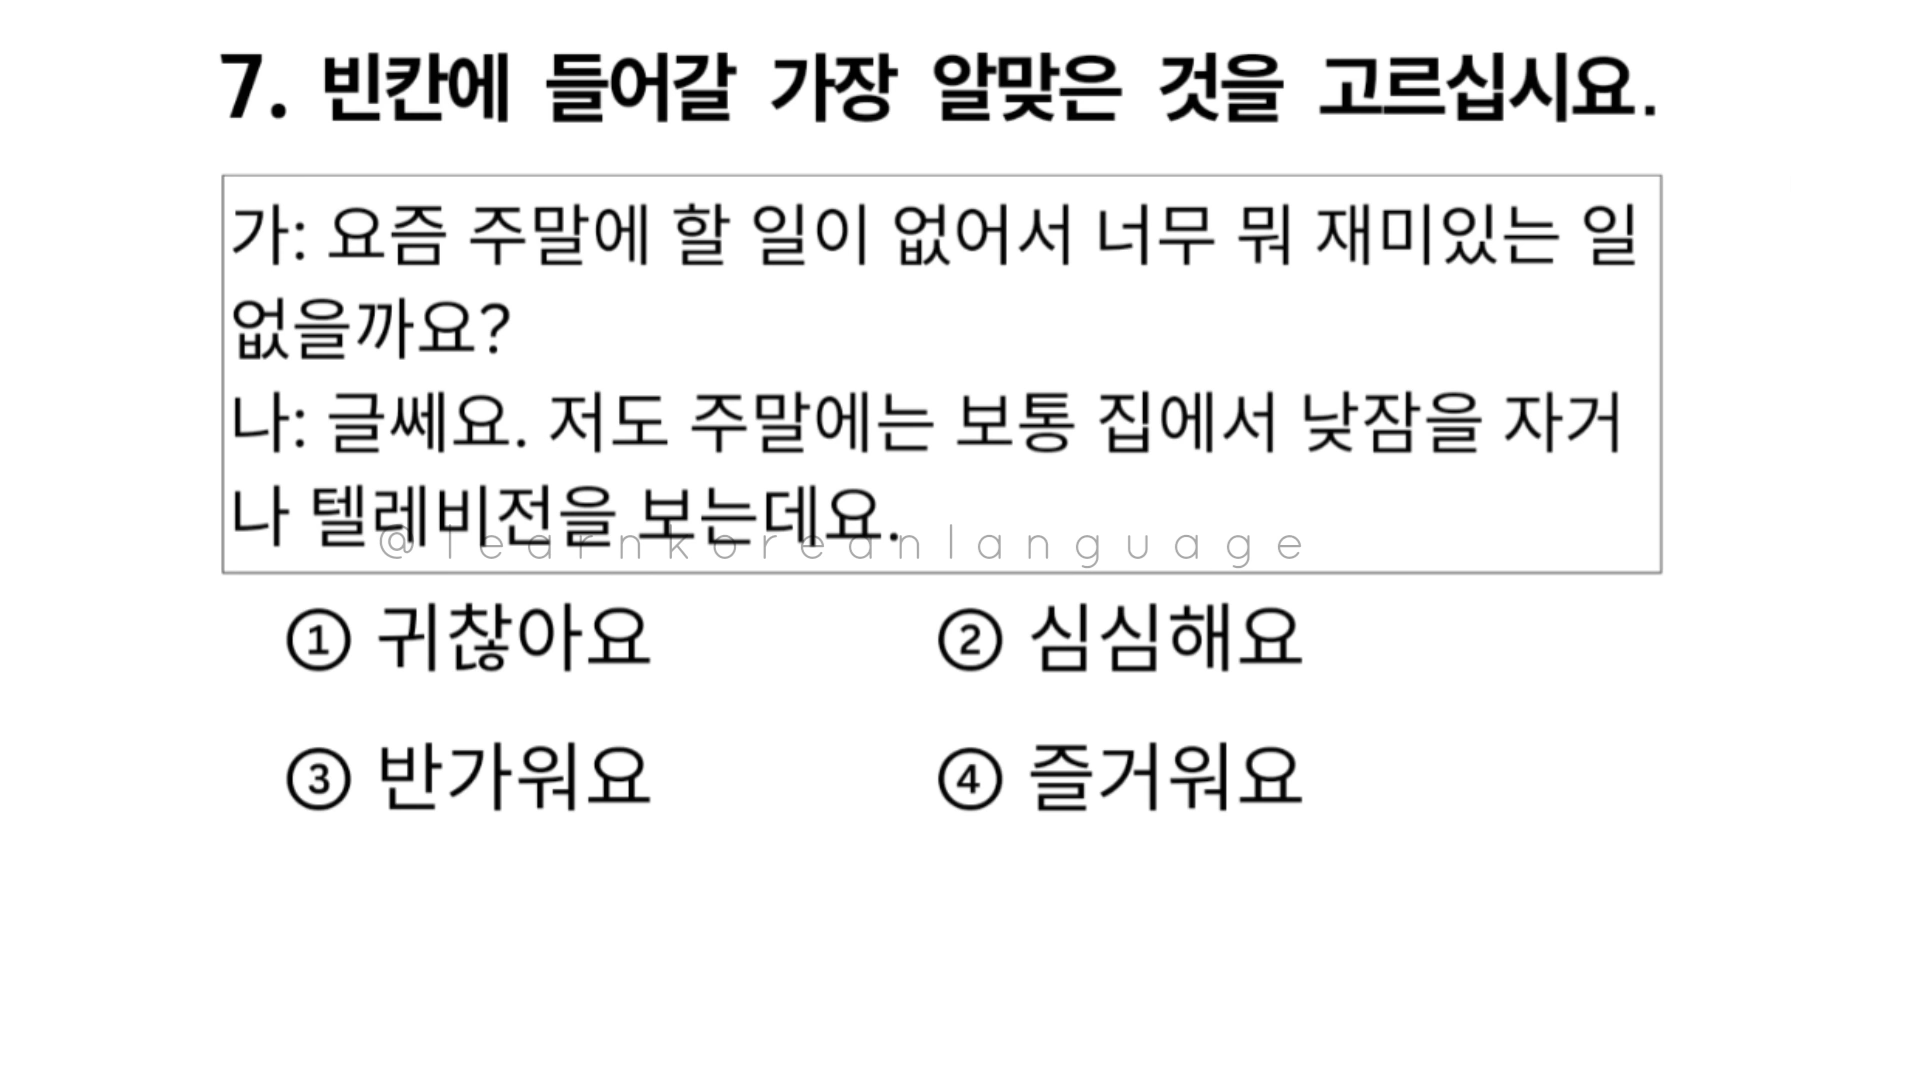 7. 빈칸에 들어갈 가장 알맞은 것을 고르십시요.
가: 요즘 주말에 할 일이 없어서 너무 뭐 재미있는 일
없을까요?
나: 글쎄요. 저도 주말에는 보통 집에서 낮잠을 자거
나 텔레비전을 보는데요.
@learnkoreanlanguage
① 귀찮아요 ② 심심해요
③ 반가워요 ④ 즐거워요